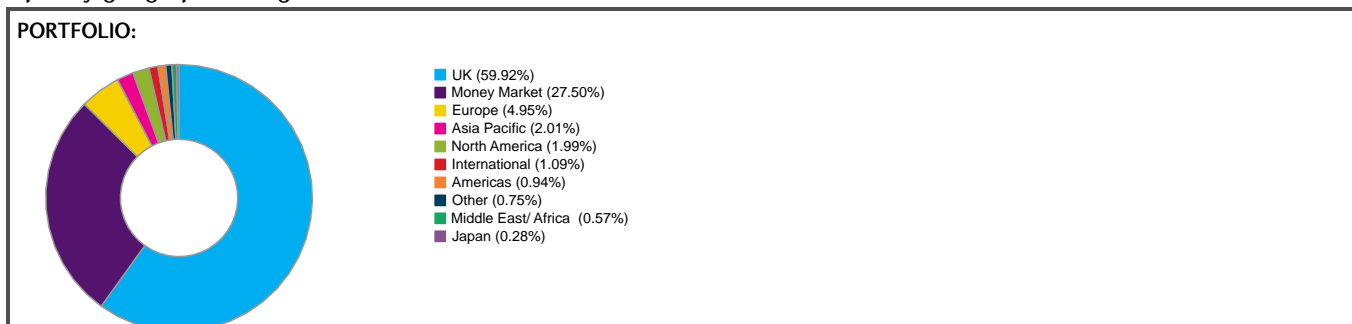 PORTFOLIO:
UK (59.92%)
Money Market (27.50%)
Europe (4.95%)
Asia Pacific (2.01%)
North America (1.99%)
International (1.09%)
Americas (0.94%)
Other (0.75%)
Middle East/ Africa (0.57%)
Japan (0.28%)